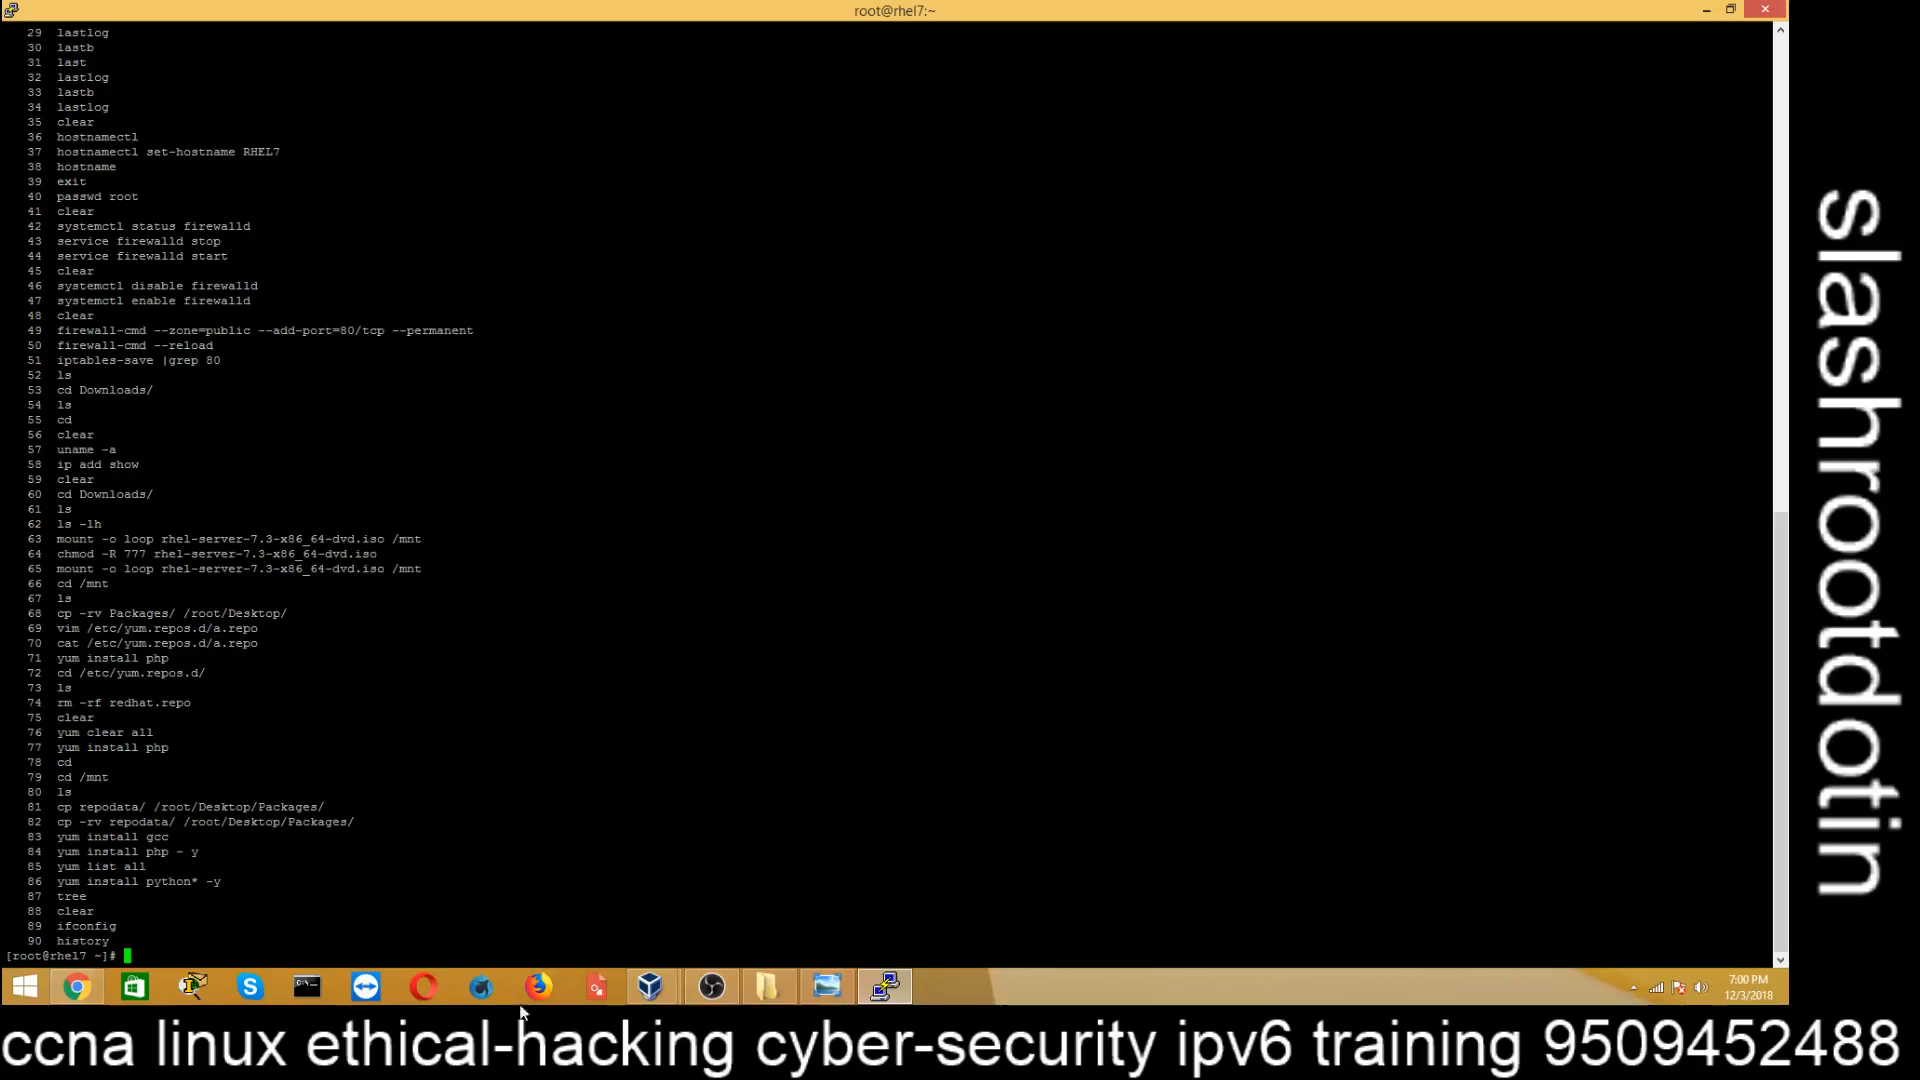 root@rhel7:~
29 lastlog
30 lastb
31 last
32 lastlog
33 lastb
34 lastlog
35 clear
36 hostnamectl
37 hostnamectl set-hostname RHEL7
38 hostname
39 exit
40 passwd root
41 clear
42 systemctl status firewalld
43 service firewalld stop
44 service firewalld start
45 clear
46 systemctl disable firewalld
47 systemctl enable firewalld
48 clear
49 firewall-cmd --zone=public --add-port=80/tcp --permanent
50 firewall-cmd --reload
51 iptables-save |grep 80
52 ls
53 cd Downloads/
54 ls
55 cd
56 clear
57 uname -a
58 ip add show
59 clear
60 cd Downloads/
61 ls
62 ls -lh
63 mount -o loop rhel-server-7.3-x86_64-dvd.iso /mnt
64 chmod -R 777 rhel-server-7.3-x86_64-dvd.iso
65 mount -o loop rhel-server-7.3-x86_64-dvd.iso /mnt
66 cd /mnt
67 ls
68 cp -rv Packages/ /root/Desktop/
69 vim /etc/yum.repos.d/a.repo
70 cat /etc/yum.repos.d/a.repo
71 yum install php
72 cd /etc/yum.repos.d/
73 ls
74 rm -rf redhat.repo
75 clear
76 yum clear all
77 yum install php
78 cd
79 cd /mnt
80 ls
81 cp repodata/ /root/Desktop/Packages/
82 cp -rv repodata/ /root/Desktop/Packages/
83 yum install gcc
84 yum install php - y
85 yum list all
86 yum install python* -y
87 tree
88 clear
89 ifconfig
90 history
[root@rhel7 ~]#
7:00 PM
12/3/2018
slashrootdotin
ccna linux ethical-hacking cyber-security ipv6 training 9509452488